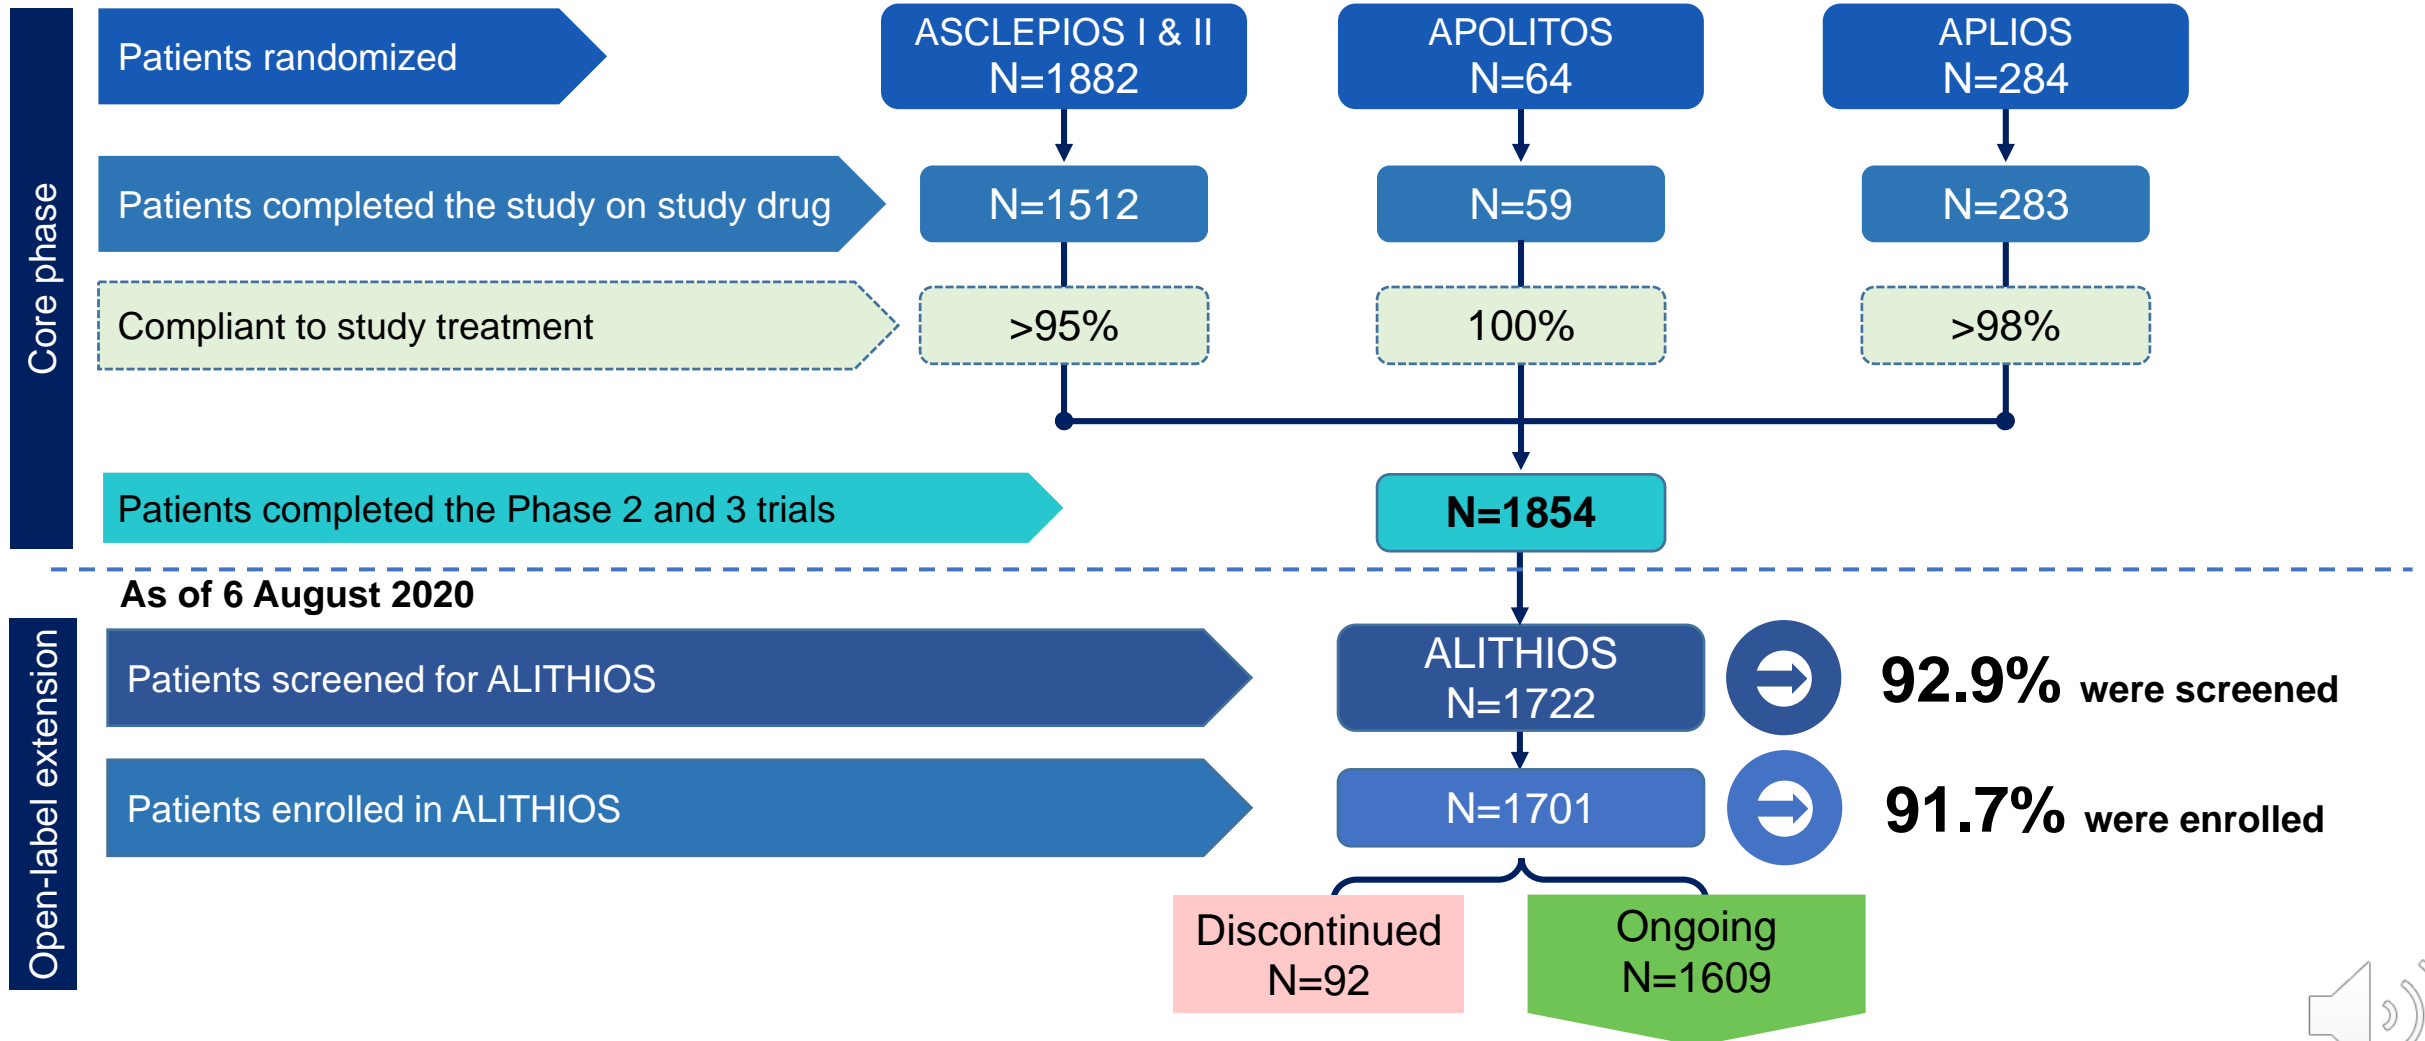 Core phase
Patients randomized
ASCLEPIOS I & II
N=1882
APOLITOS
N=64
APLIOS
N=284
Patients completed the study on study drug
N=1512
N=59
N=283
Compliant to study treatment
>95%
100%
>98%
Patients completed the Phase 2 and 3 trials
N=1854
As of 6 August 2020
Open-label extension
Patients screened for ALITHIOS
ALITHIOS
N=1722
92.9% were screened
Patients enrolled in ALITHIOS
N=1701
91.7% were enrolled
Discontinued
N=92
Ongoing
N=1609